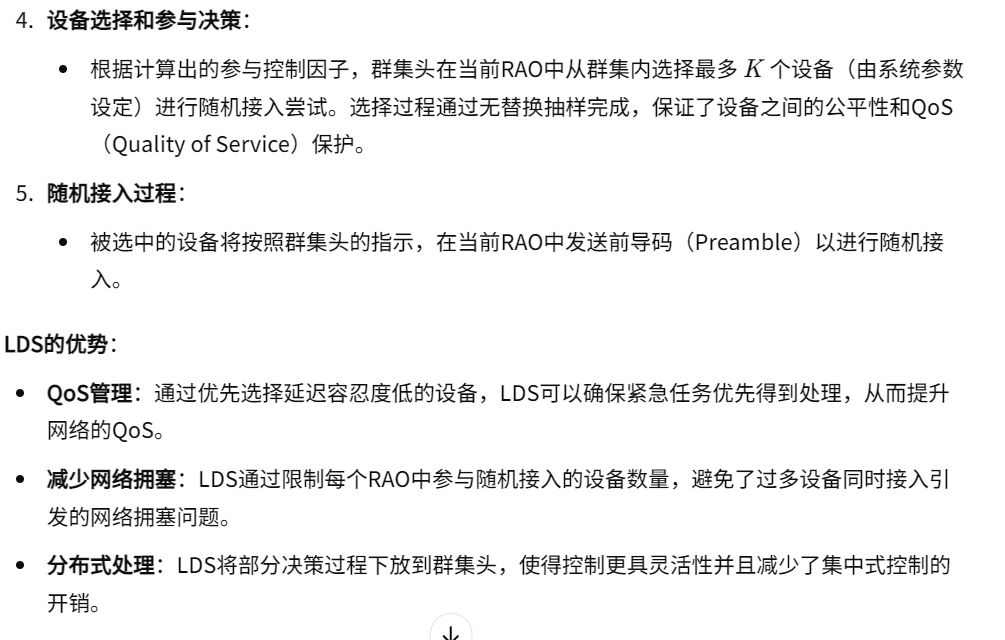 4. 设备选择和参与决策：
• 根据计算出的参与控制因子，群集头在当前RAO中从群集内选择最多 K 个设备（由系统参数
设定）进行随机接入尝试。选择过程通过无替换抽样完成，保证了设备之间的公平性和QoS
（Quality of Service）保护。
5. 随机接入过程：
• 被选中的设备将按照群集头的指示，在当前RAO中发送前导码（Preamble）以进行随机接
入。
LDS的优势：
• QoS管理：通过优先选择延迟容忍度低的设备，LDS可以确保紧急任务优先得到处理，从而提升
网络的QoS。
• 减少网络拥塞：LDS通过限制每个RAO中参与随机接入的设备数量，避免了过多设备同时接入引
发的网络拥塞问题。
• 分布式处理：LDS将部分决策过程下放到群集头，使得控制更具灵活性并且减少了集中式控制的
开销。